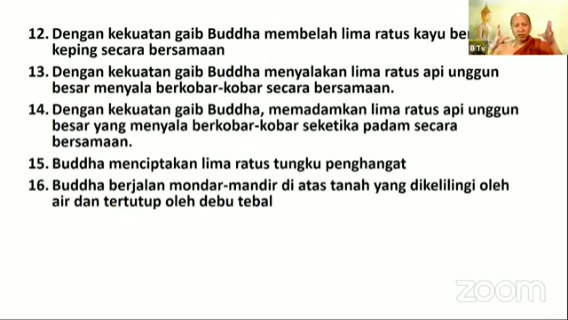 12. Dengan kekuatan gaib Buddha membelah lima ratus kayu
keping secara bersamaan
13. Dengan kekuatan gaib Buddha menyalakan lima ratus api unggun
besar menyala berkobar-kobar secara bersamaan.
14. Dengan kekuatan gaib Buddha, memadamkan lima ratus api unggun
besar yang menyala berkobar-kobar seketika padam secara
bersamaan.
15. Buddha menciptakan lima ratus tungku penghangat
16. Buddha berjalan mondar-mandir di atas tanah yang dikelilingi oleh
air dan tertutup oleh debu tebal
zoom